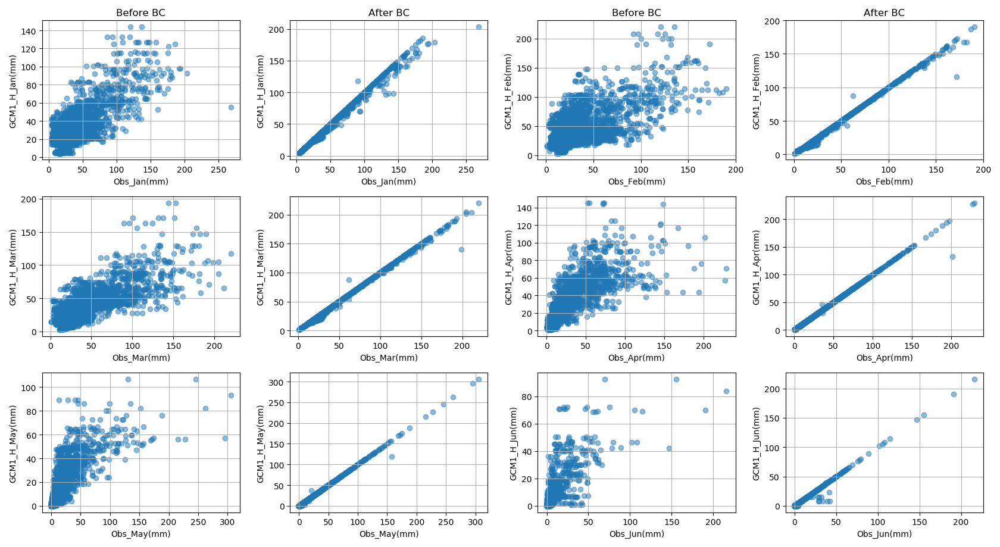 Before BC
After BC
Before BC
After BC
GCM1_H_Jan(mm)
140
120
100
80
60
40
20
0
0 50 100 150 200 250
Obs_Jan(mm)
GCM1_H_Jan(mm)
200
150
100
50
0
0 50 100 150 200 250
Obs_Jan(mm)
GCM1_H_Feb(mm)
200
150
100
50
0
0 50 100 150 200
Obs_Feb(mm)
GCM1_H_Feb(mm)
200
150
100
50
0
0 50 100 150 200
Obs_Feb(mm)
GCM1_H_Mar(mm)
200
150
100
50
0
0 50 100 150 200
Obs_Mar(mm)
GCM1_H_Mar(mm)
200
150
100
50
0
0 50 100 150 200
Obs_Mar(mm)
GCM1_H_Apr(mm)
140
120
100
80
60
40
20
0
0 50 100 150 200
Obs_Apr(mm)
GCM1_H_Apr(mm)
200
150
100
50
0
0 50 100 150 200
Obs_Apr(mm)
GCM1_H_May(mm)
100
80
60
40
20
0
0 50 100 150 200 250 300
Obs_May(mm)
GCM1_H_May(mm)
300
250
200
150
100
50
0
0 50 100 150 200 250 300
Obs_May(mm)
GCM1_H_Jun(mm)
80
60
40
20
0
0 50 100 150 200
Obs_Jun(mm)
GCM1_H_Jun(mm)
200
150
100
50
0
0 50 100 150 200
Obs_Jun(mm)